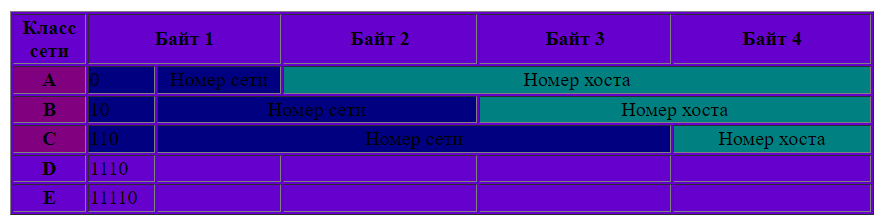 Класс сети Байт 1 Байт 2 Байт 3 Байт 4
A 0 Номер сети Номер хоста
B 10 Номер сети Номер хоста
C 110 Номер сети Номер хоста
D 1110
E 11110